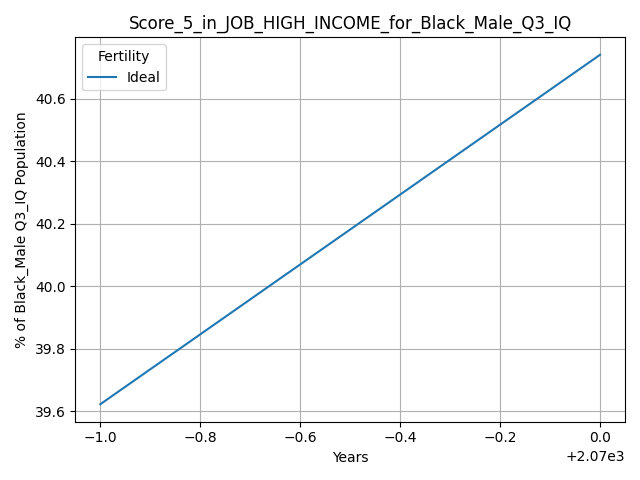 Score_5_in_JOB_HIGH_INCOME_for_Black_Male_Q3_IQ
Fertility
Ideal
% of Black_Male Q3_IQ Population
40.6
40.4
40.2
40.0
39.8
39.6
−1.0 −0.8 −0.6 −0.4 −0.2 0.0
Years
+2.07e3